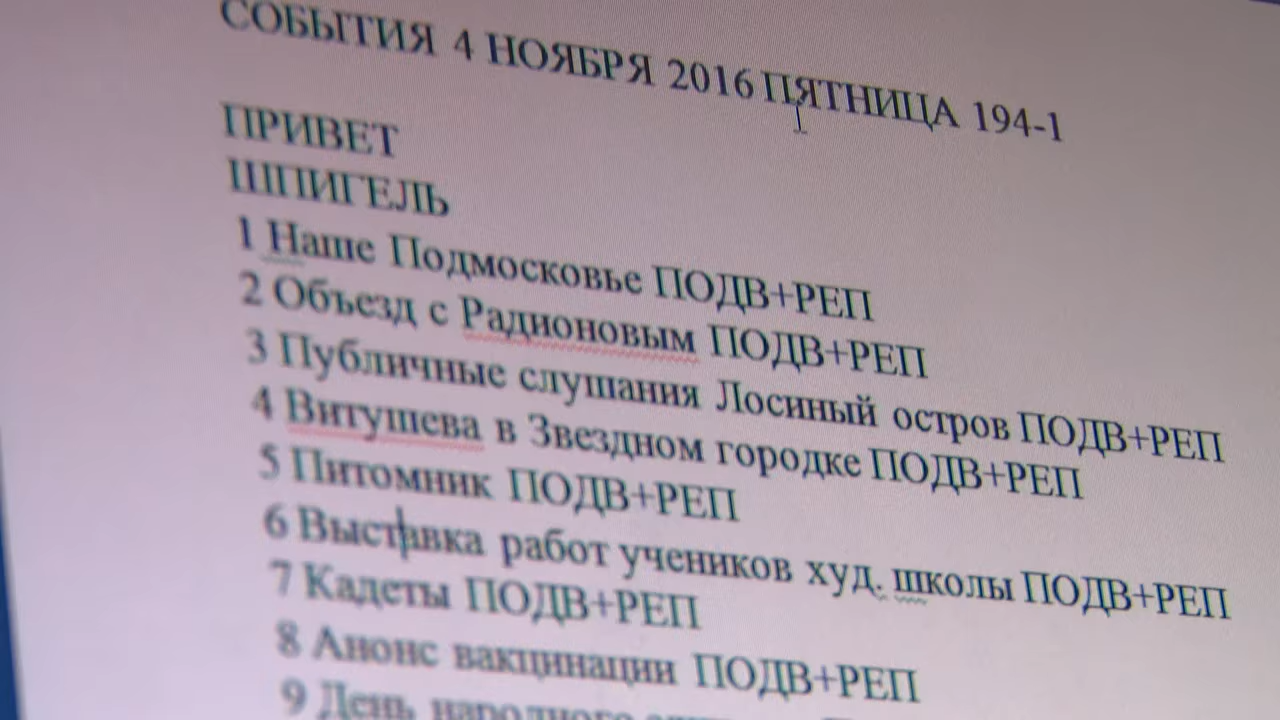 СОБЫТИЯ 4 НОЯБРЯ 2016 ПЯТНИЦА 194-1
ПРИВЕТ
ШПИГЕЛЬ
1 Наше Подмосковье ПОДВ+РЕП
2 Объезд с Радионовым ПОДВ+РЕП
3 Публичные слушания Лосиный остров ПОДВ+РЕП
4 Витушева в Звездном городке ПОДВ+РЕП
5 Питомник ПОДВ+РЕП
6 Выставка работ учеников худ. школы ПОДВ+РЕП
7 Кадеты ПОДВ+РЕП
8 Анонс вакцинации ПОДВ+РЕП
9 День народного